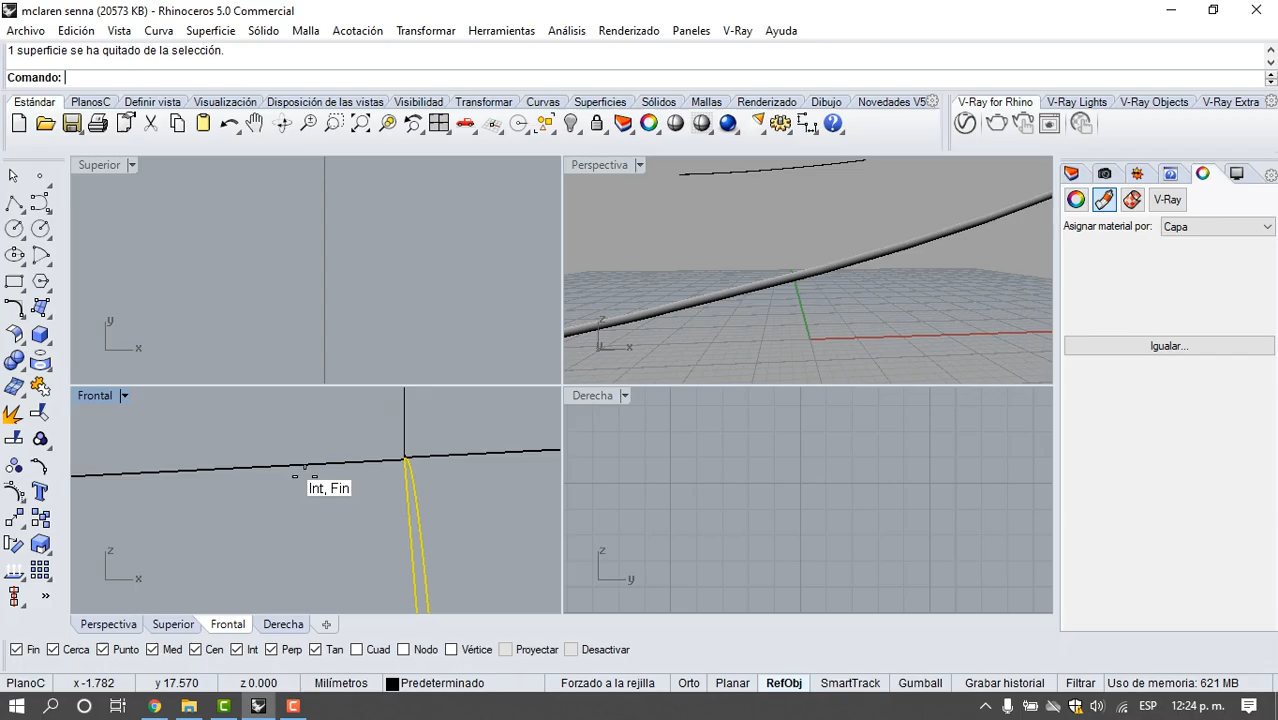 mclaren senna (20573 KB) - Rhinoceros 5.0 Commercial
Archivo Edición Vista Curva Superficie Sólido Malla Acotación Transformar Herramientas Análisis Renderizado Paneles V-Ray Ayuda
1 superficie se ha quitado de la selección.
Comando:
Estándar PlanosC Definir vista Visualización Disposición de las vistas Visibilidad Transformar Curvas Superficies Sólidos Mallas Renderizado Dibujo Novedades V5 V-Ray for Rhino V-Ray Lights V-Ray Objects V-Ray Extra
Superior
Perspectiva
V-Ray
Asignar material por: Capa
y
x
z
y
x
Igualar...
Frontal
Derecha
Int, Fin
z
x
z
y
Perspectiva Superior Frontal Derecha
Fin Cerca Punto Med Cen Int Perp Tan Cuad Nodo Vértice Proyectar Desactivar
PlanoC x -1.782 y 17.570 z 0.000 Milímetros Predeterminado Forzado a la rejilla Orto Planar RefObj SmartTrack Gumball Grabar historial Filtrar Uso de memoria: 621 MB
ESP 12:24 p. m.